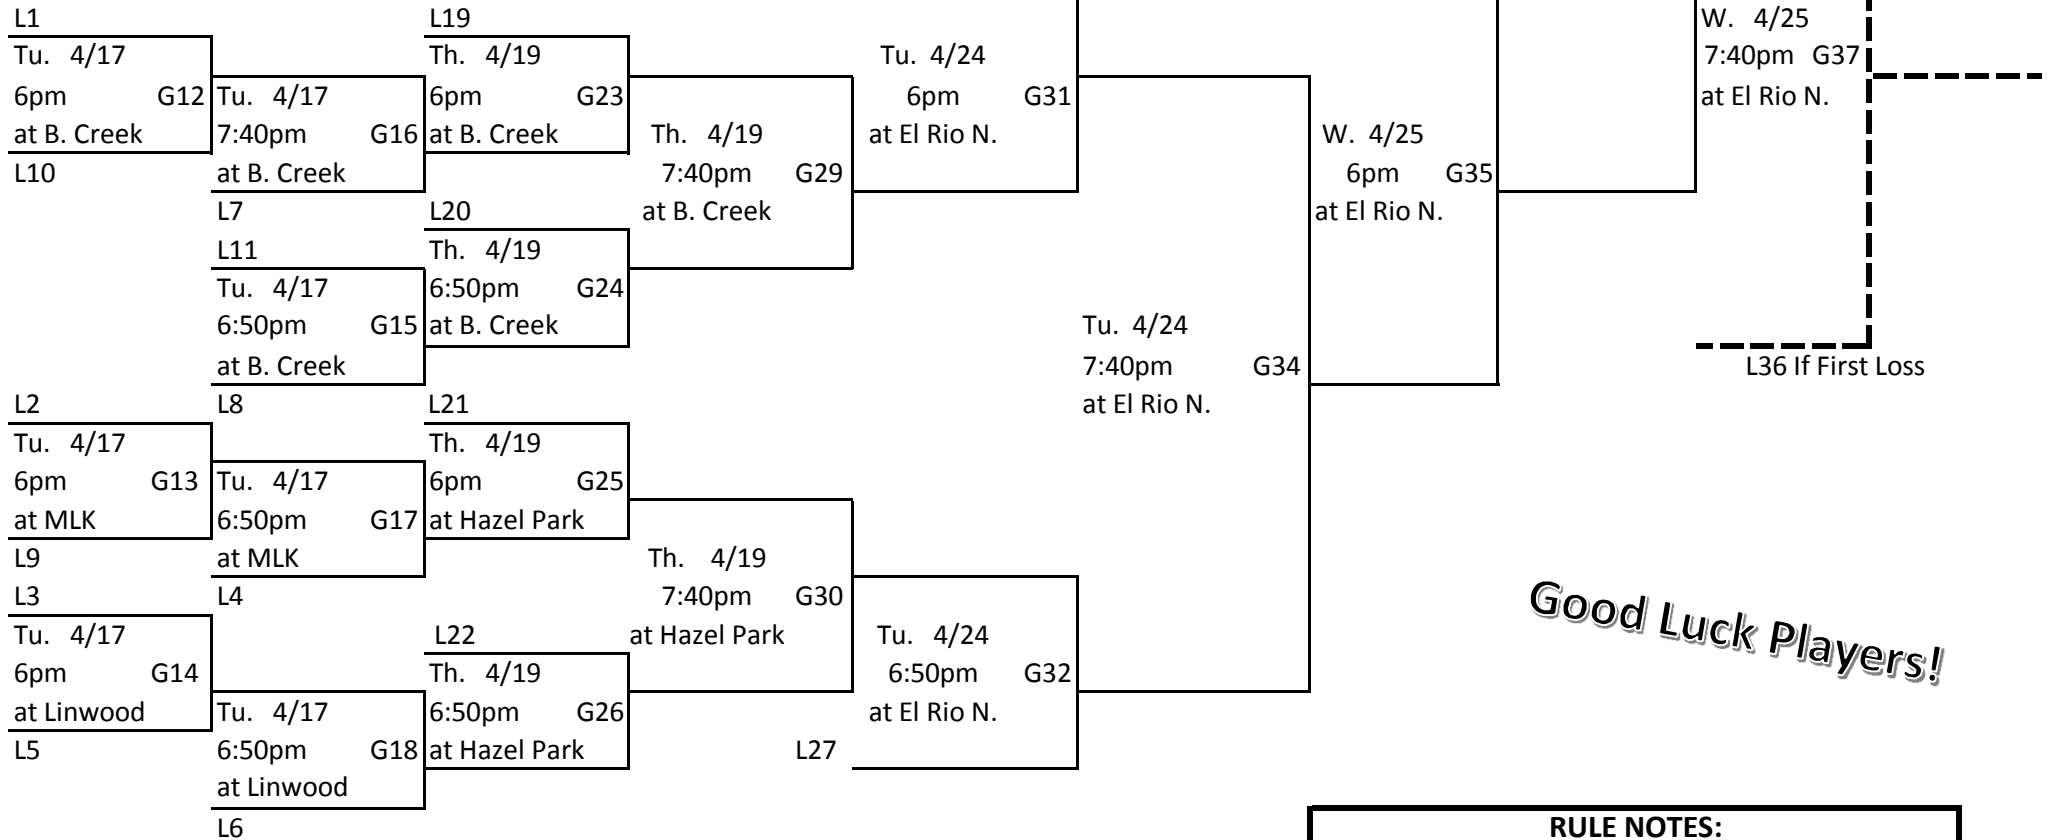 L1
Tu. 4/17
6pm G12
at B. Creek
L10
Tu. 4/17
7:40pm G16
at B. Creek
L7
L11
Tu. 4/17
6:50pm G15
at B. Creek
L8
L2
Tu. 4/17
6pm G13
at MLK
L9
Tu. 4/17
6:50pm G17
at MLK
L4
L3
Tu. 4/17
6pm G14
at Linwood
L5
Tu. 4/17
6:50pm G18
at Linwood
L6
L19
Th. 4/19
6pm G23
at B. Creek
L20
Th. 4/19
6:50pm G24
at B. Creek
L21
Th. 4/19
6pm G25
at Hazel Park
L22
Th. 4/19
6:50pm G26
at Hazel Park
Th. 4/19
7:40pm G29
at B. Creek
Th. 4/19
7:40pm G30
at Hazel Park
L27
Tu. 4/24
6pm G31
at El Rio N.
Tu. 4/24
6:50pm G32
at El Rio N.
Tu. 4/24
7:40pm G34
at El Rio N.
W. 4/25
6pm G35
at El Rio N.
W. 4/25
7:40pm G37
at El Rio N.
L36 If First Loss
Good Luck Players!
RULE NOTES: